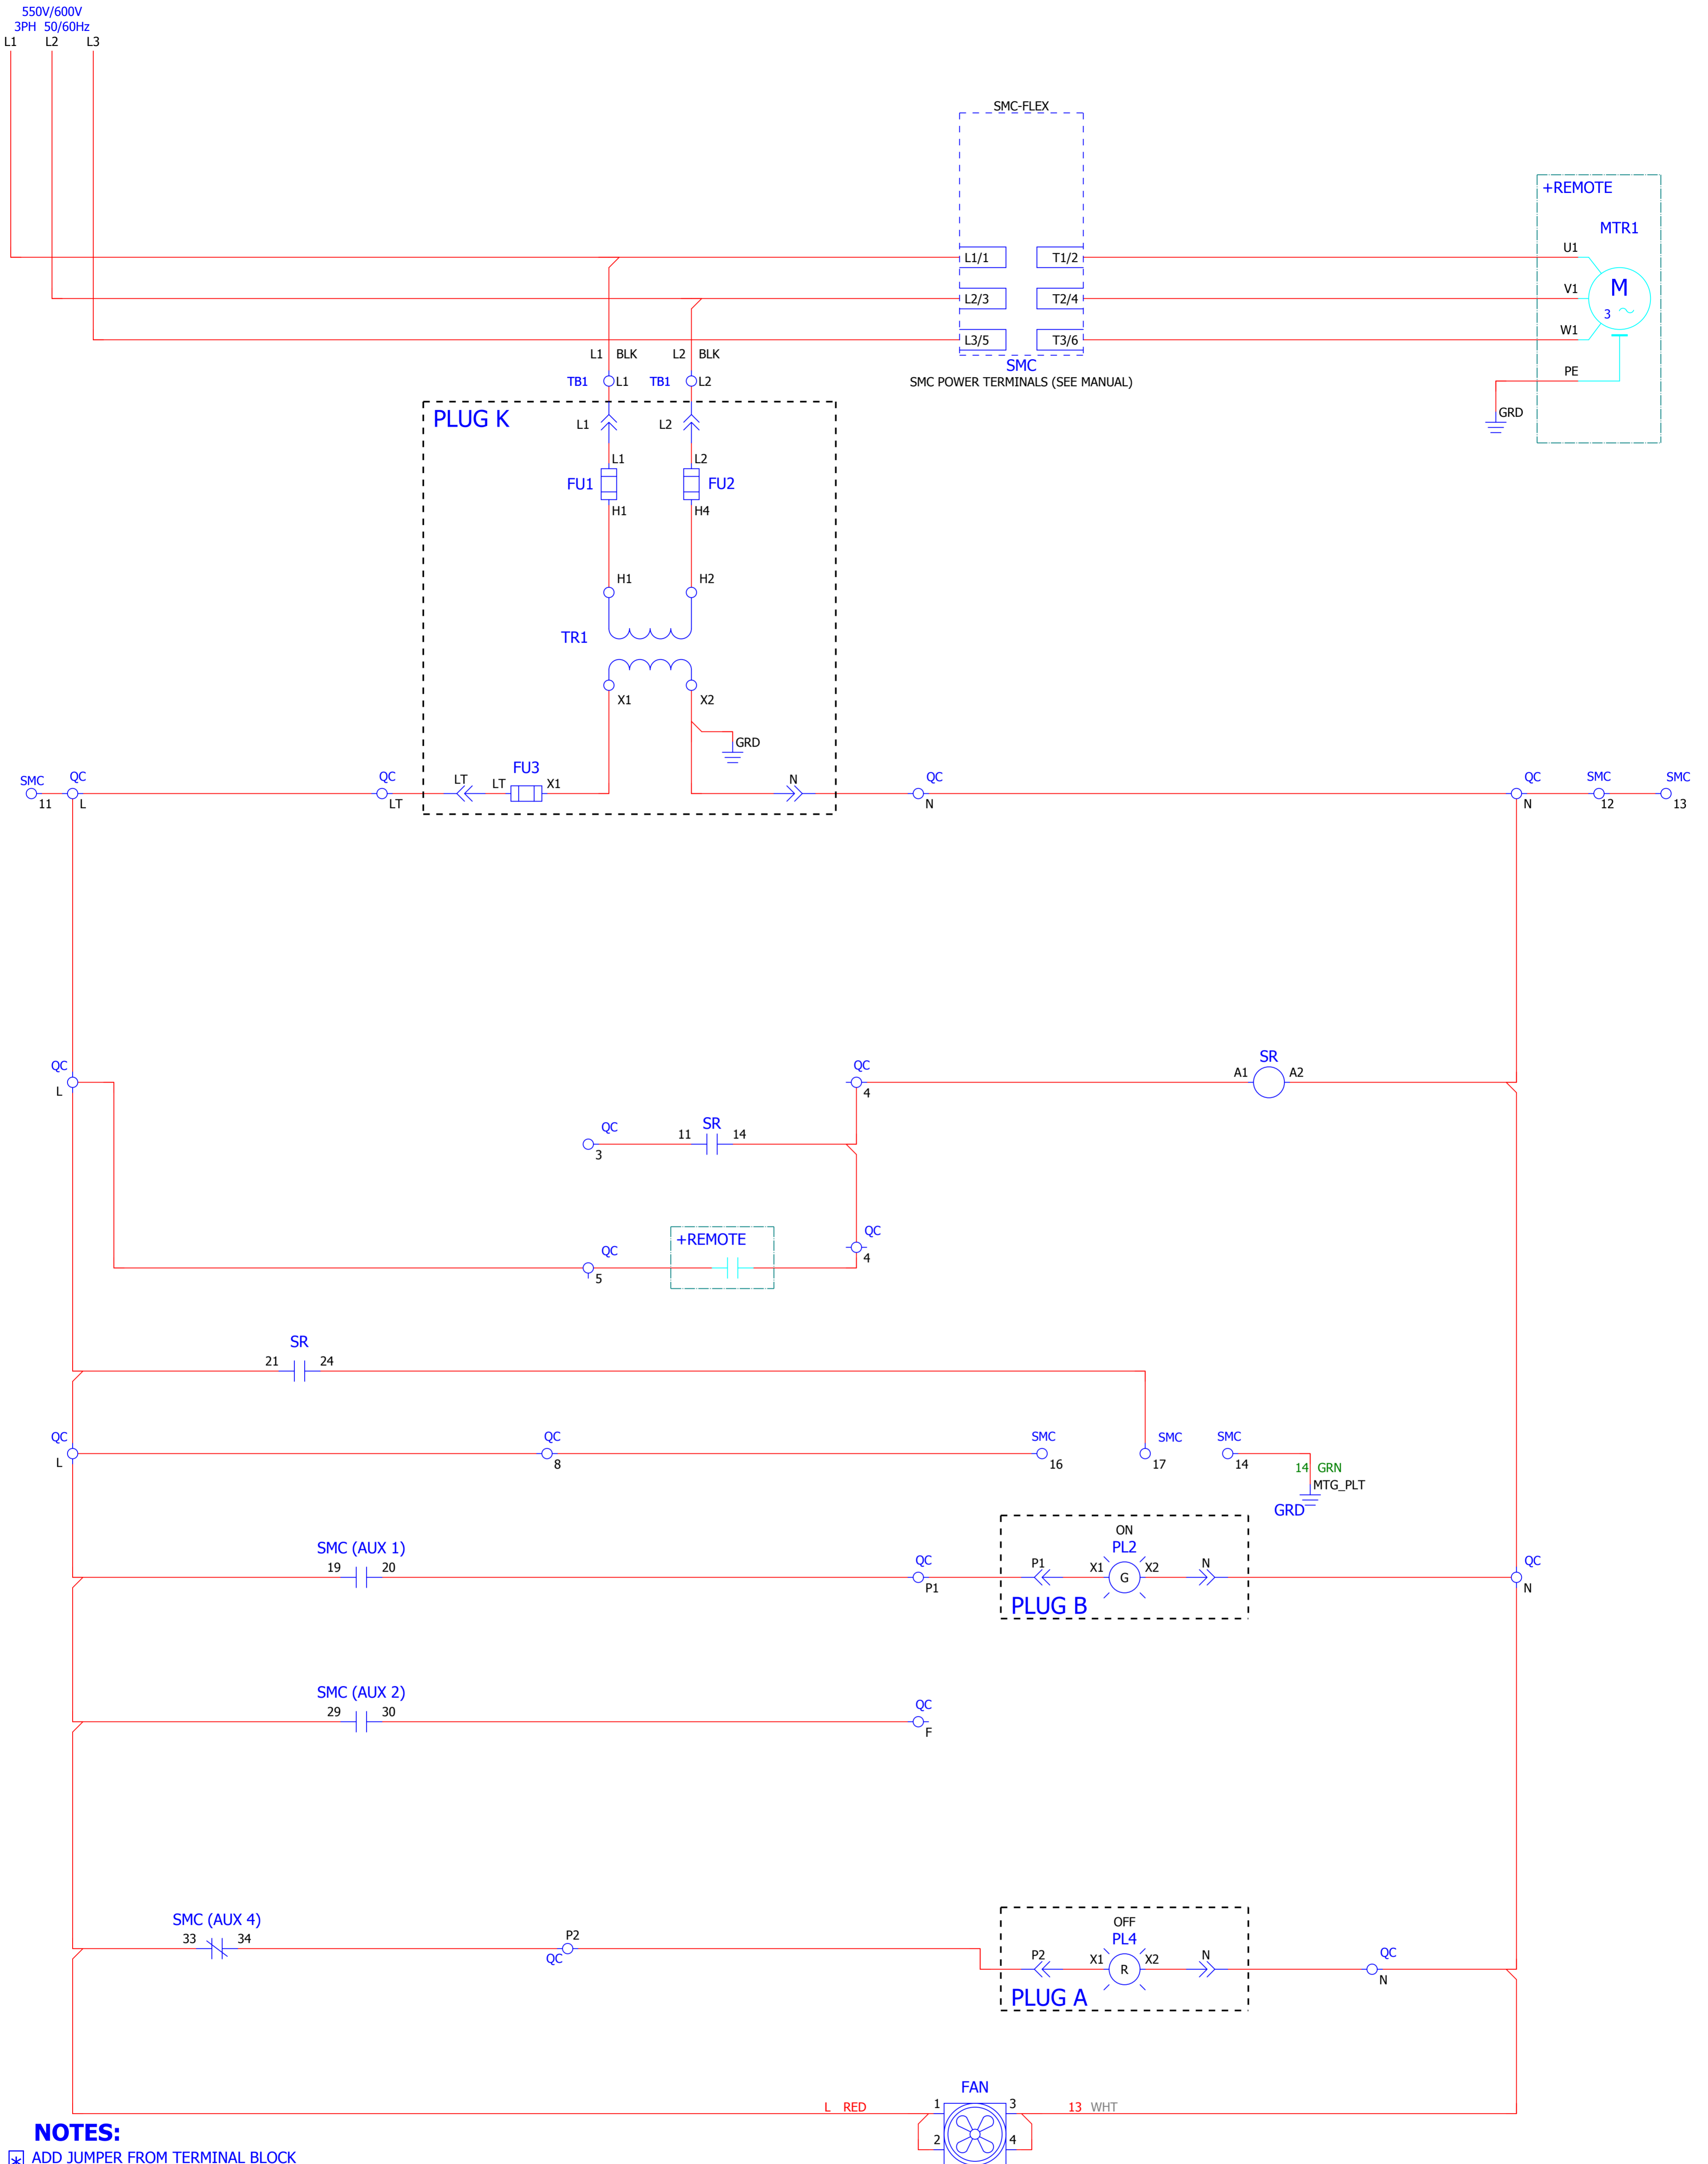 550V/600V
3PH 50/60Hz
L1 L2 L3
SMC-FLEX
+REMOTE
MTR1
L1/1 T1/2 U1
L2/3 T2/4 V1 M
3
L3/5 T3/6 W1
L1 BLK L2 BLK
SMC
SMC POWER TERMINALS (SEE MANUAL)
PE
TB1 L1 TB1 L2
GRD
PLUG K
L1 L2
L1 L2
FU1 FU2
H1 H4
H1 H2
TR1
X1 X2
GRD
SMC QC QC LT LT FU3 X1 N QC QC SMC SMC
11 L LT N N 12 13
QC QC SR
L 4 A1 A2
QC 11 SR 14
3
QC
+REMOTE
4
QC
5
SR
21 24
QC QC SMC SMC SMC
L 8 16 17 14
14 GRN
MTG_PLT
GRD
SMC (AUX 1)
19 20
QC
P1
ON
PL2
P1 X1 G X2 N
PLUG B
QC
N
SMC (AUX 2)
29 30
QC
F
SMC (AUX 4)
33 34
P2
QC
OFF
PL4
P2 X1 R X2 N
PLUG A
QC
N
FAN
L RED 1 3 13 WHT
2 4
NOTES:
* ADD JUMPER FROM TERMINAL BLOCK